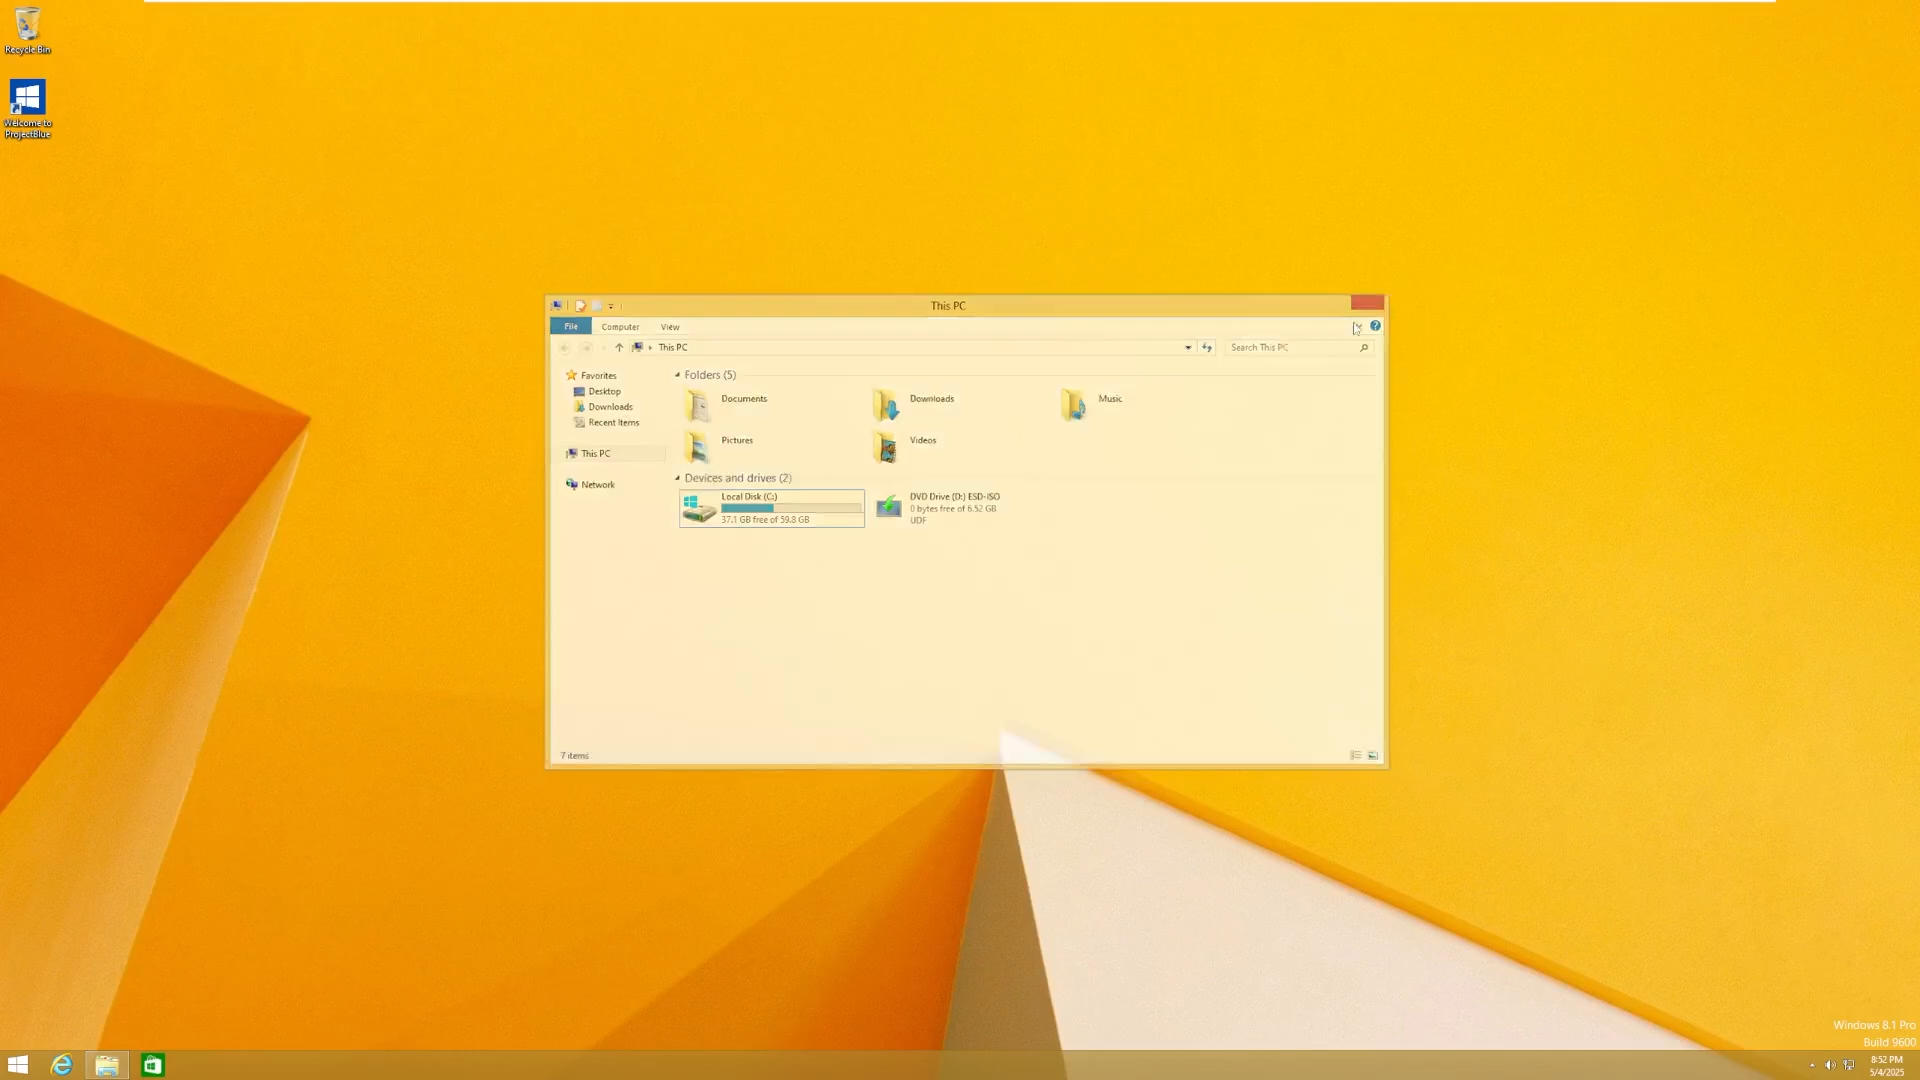 Recycle Bin
Welcome to
ProjectBlue
This PC
File
Computer
View
This PC
Search This PC
Favorites
Desktop
Downloads
Recent Items
This PC
Network
Folders (5)
Documents
Downloads
Music
Pictures
Videos
Devices and drives (2)
Local Disk (C:)
37.1 GB free of 59.8 GB
DVD Drive (D:) ESD-ISO
0 bytes free of 6.52 GB
UDF
7 items
Windows 8.1 Pro
Build 9600
8:52 PM
5/4/2025